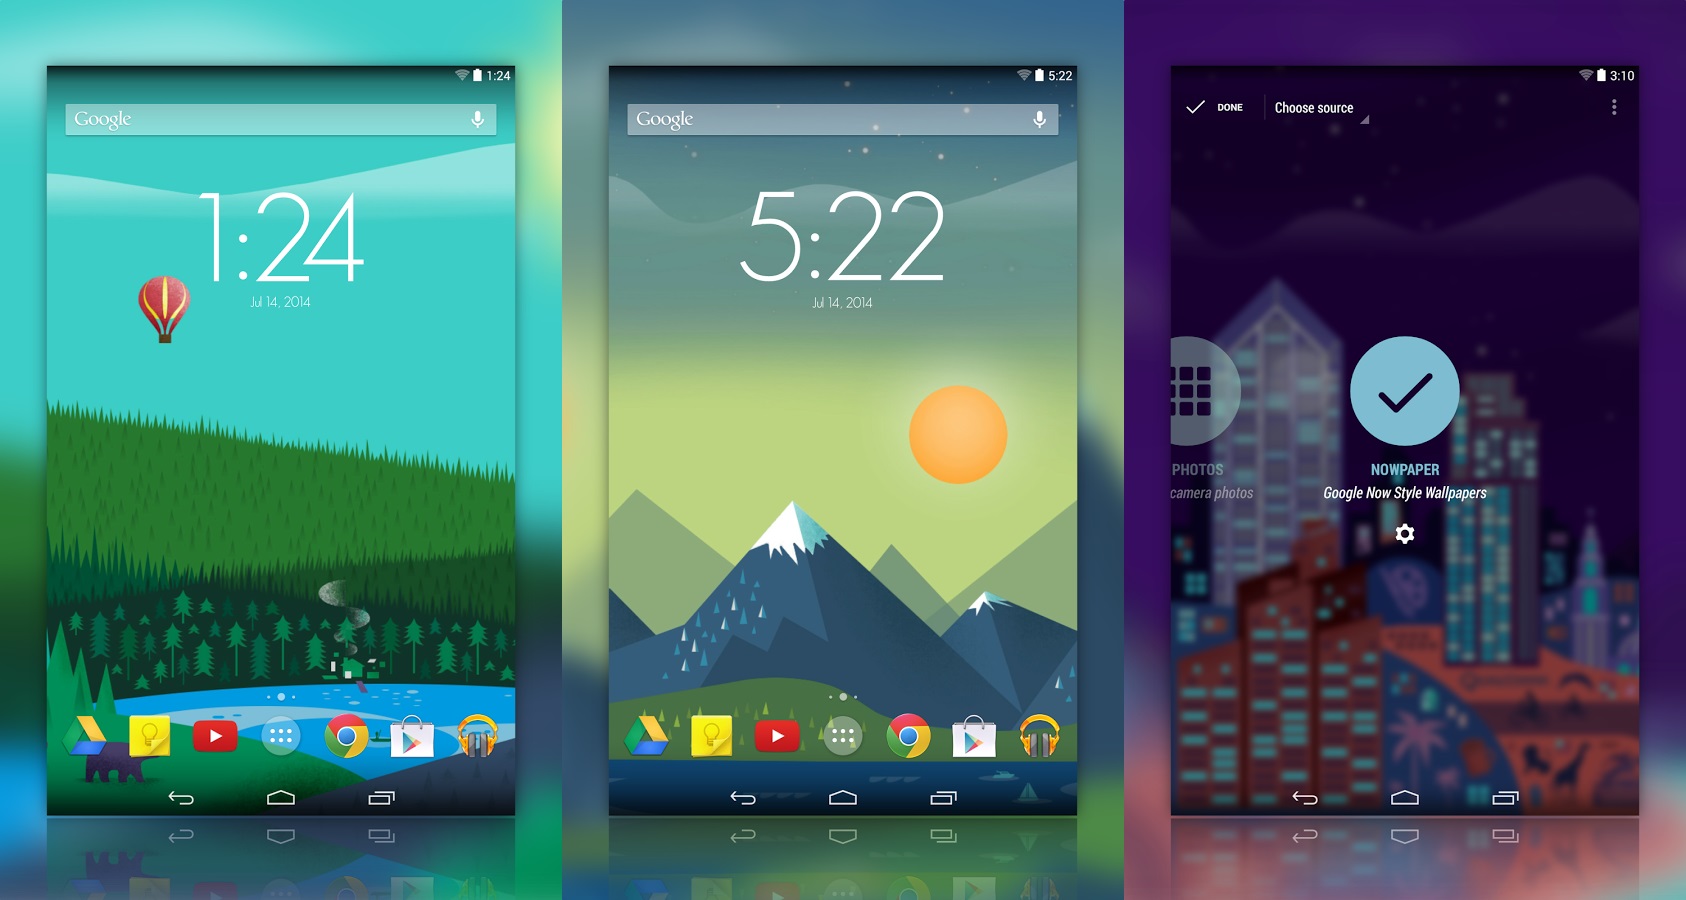 1:24
Google
1:24
Jul 14, 2014
5:22
Google
5:22
Jul 14, 2014
3:10
DONE
Choose source
PHOTOS
camera photos
NOWPAPER
Google Now Style Wallpapers